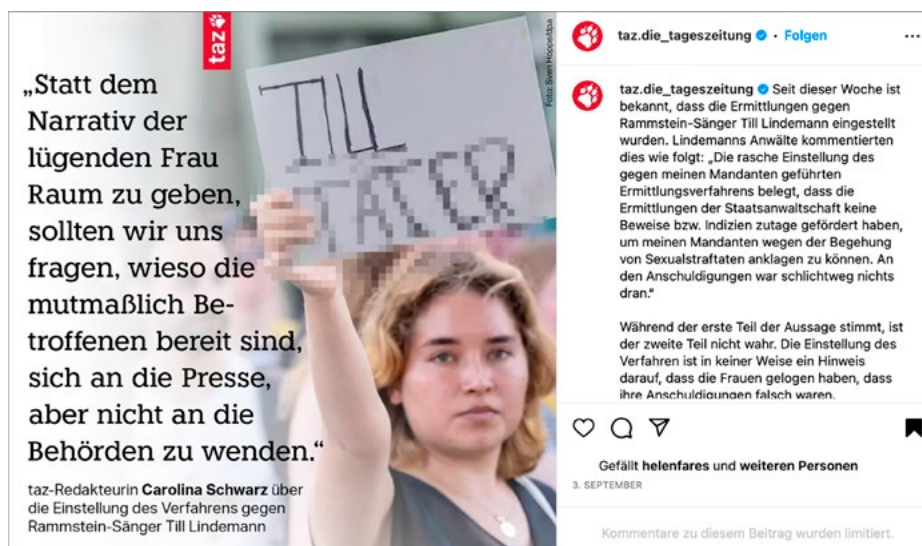 taz
Foto: Sven Hoppe/dpa
„Statt dem
Narrativ der
lügenden Frau
Raum zu geben,
sollten wir uns
fragen, wieso die
mutmaßlich Be-
troffenen bereit sind,
sich an die Presse,
aber nicht an die
Behörden zu wenden.“
taz-Redakteurin Carolina Schwarz über
die Einstellung des Verfahrens gegen
Rammstein-Sänger Till Lindemann
TILL
TÄTER
taz.die_tageszeitung • Folgen
taz.die_tageszeitung Seit dieser Woche ist
bekannt, dass die Ermittlungen gegen
Rammstein-Sänger Till Lindemann eingestellt
wurden. Lindemanns Anwälte kommentierten
dies wie folgt: „Die rasche Einstellung des
gegen meinen Mandanten geführten
Ermittlungsverfahrens belegt, dass die
Ermittlungen der Staatsanwaltschaft keine
Beweise bzw. Indizien zutage gefördert haben,
um meinen Mandanten wegen der Begehung
von Sexualstraftaten anklagen zu können. An
den Anschuldigungen war schlichtweg nichts
dran.“
Während der erste Teil der Aussage stimmt, ist
der zweite Teil nicht wahr. Die Einstellung des
Verfahren ist in keiner Weise ein Hinweis
darauf, dass die Frauen gelogen haben, dass
ihre Anschuldigungen falsch waren.
Gefällt helenfares und weiteren Personen
3. SEPTEMBER
Kommentare zu diesem Beitrag wurden limitiert.